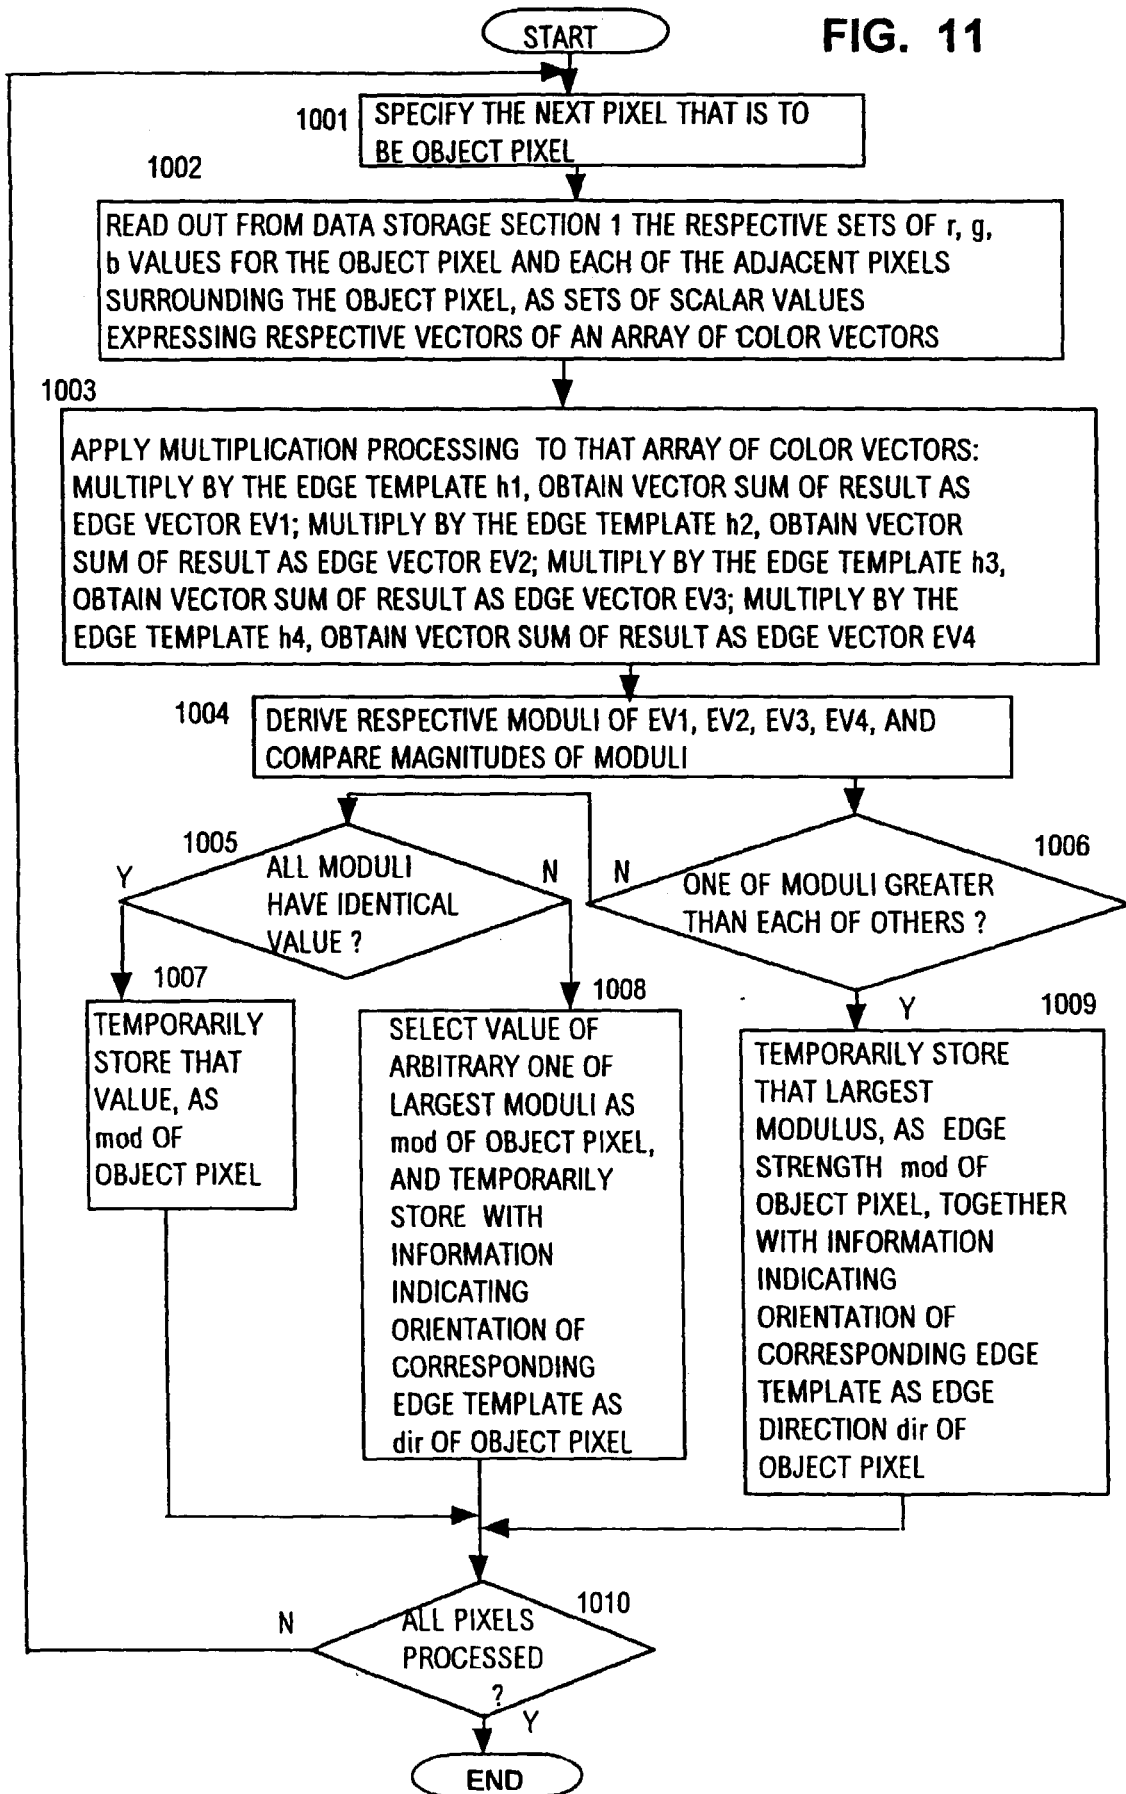 START
FIG. 11
1001
SPECIFY THE NEXT PIXEL THAT IS TO
BE OBJECT PIXEL
1002
READ OUT FROM DATA STORAGE SECTION 1 THE RESPECTIVE SETS OF r, g,
b VALUES FOR THE OBJECT PIXEL AND EACH OF THE ADJACENT PIXELS
SURROUNDING THE OBJECT PIXEL, AS SETS OF SCALAR VALUES
EXPRESSING RESPECTIVE VECTORS OF AN ARRAY OF COLOR VECTORS
1003
APPLY MULTIPLICATION PROCESSING TO THAT ARRAY OF COLOR VECTORS:
MULTIPLY BY THE EDGE TEMPLATE h1, OBTAIN VECTOR SUM OF RESULT AS
EDGE VECTOR EV1; MULTIPLY BY THE EDGE TEMPLATE h2, OBTAIN VECTOR
SUM OF RESULT AS EDGE VECTOR EV2; MULTIPLY BY THE EDGE TEMPLATE h3,
OBTAIN VECTOR SUM OF RESULT AS EDGE VECTOR EV3; MULTIPLY BY THE
EDGE TEMPLATE h4, OBTAIN VECTOR SUM OF RESULT AS EDGE VECTOR EV4
1004
DERIVE RESPECTIVE MODULI OF EV1, EV2, EV3, EV4, AND
COMPARE MAGNITUDES OF MODULI
1005
Y
ALL MODULI
HAVE IDENTICAL
VALUE ?
N
1006
N
ONE OF MODULI GREATER
THAN EACH OF OTHERS ?
Y
1007
TEMPORARILY
STORE THAT
VALUE, AS
mod OF
OBJECT PIXEL
1008
SELECT VALUE OF
ARBITRARY ONE OF
LARGEST MODULI AS
mod OF OBJECT PIXEL,
AND TEMPORARILY
STORE WITH
INFORMATION
INDICATING
ORIENTATION OF
CORRESPONDING
EDGE TEMPLATE AS
dir OF OBJECT PIXEL
1009
TEMPORARILY STORE
THAT LARGEST
MODULUS, AS EDGE
STRENGTH mod OF
OBJECT PIXEL, TOGETHER
WITH INFORMATION
INDICATING
ORIENTATION OF
CORRESPONDING EDGE
TEMPLATE AS EDGE
DIRECTION dir OF
OBJECT PIXEL
1010
N
ALL PIXELS
PROCESSED
?
Y
END